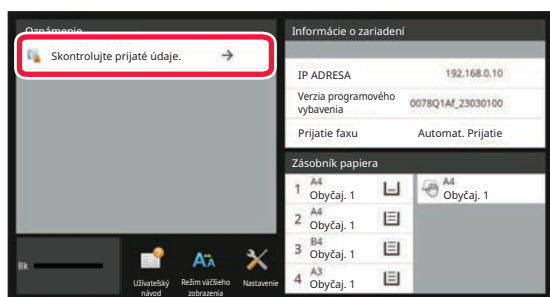 Oznámenie
Skontrolujte prijaté údaje.
Bk
Užívateľský
návod
Režim väčšieho
zobrazenia
Nastavenie
Informácie o zariadení
IP ADRESA 192.168.0.10
Verzia programového
vybavenia
0078Q1Af_23030100
Prijatie faxu Automat. Prijatie
Zásobník papiera
1 A4
Obyčaj. 1
2 A4
Obyčaj. 1
3 B4
Obyčaj. 1
4 A3
Obyčaj. 1
A4
Obyčaj. 1